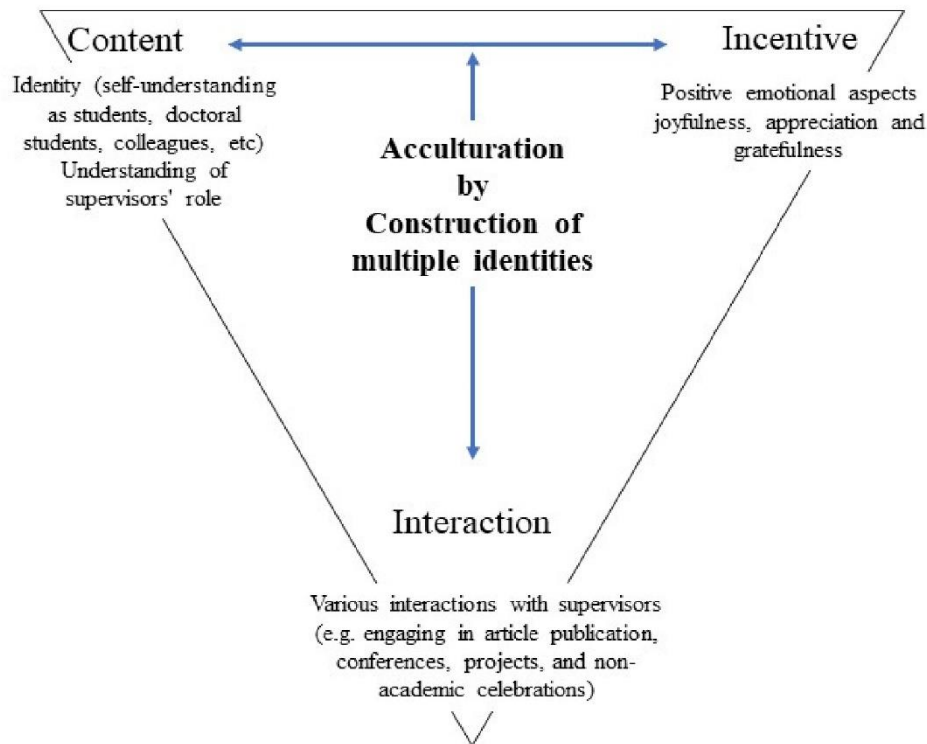 Content
Incentive
Identity (self-understanding
as students, doctoral
students, colleagues, etc)
Understanding of
supervisors' role
Positive emotional aspects
joyfulness, appreciation and
gratefulness
Acculturation
by
Construction of
multiple identities
Interaction
Various interactions with supervisors
(e.g. engaging in article publication,
conferences, projects, and non-
academic celebrations)